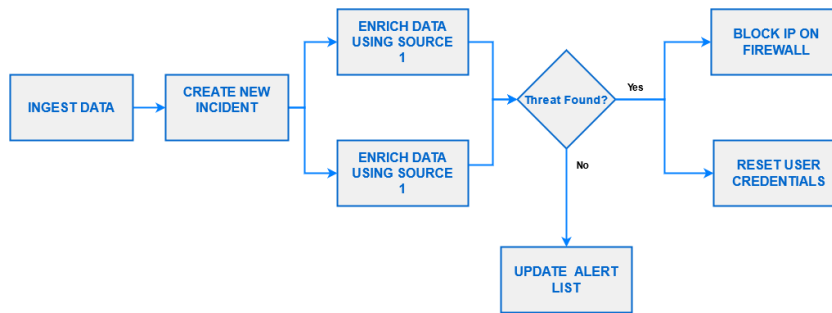 INGEST DATA
CREATE NEW
INCIDENT
ENRICH DATA
USING SOURCE
1
ENRICH DATA
USING SOURCE
1
Threat Found?
Yes
No
BLOCK IP ON
FIREWALL
RESET USER
CREDENTIALS
UPDATE ALERT
LIST